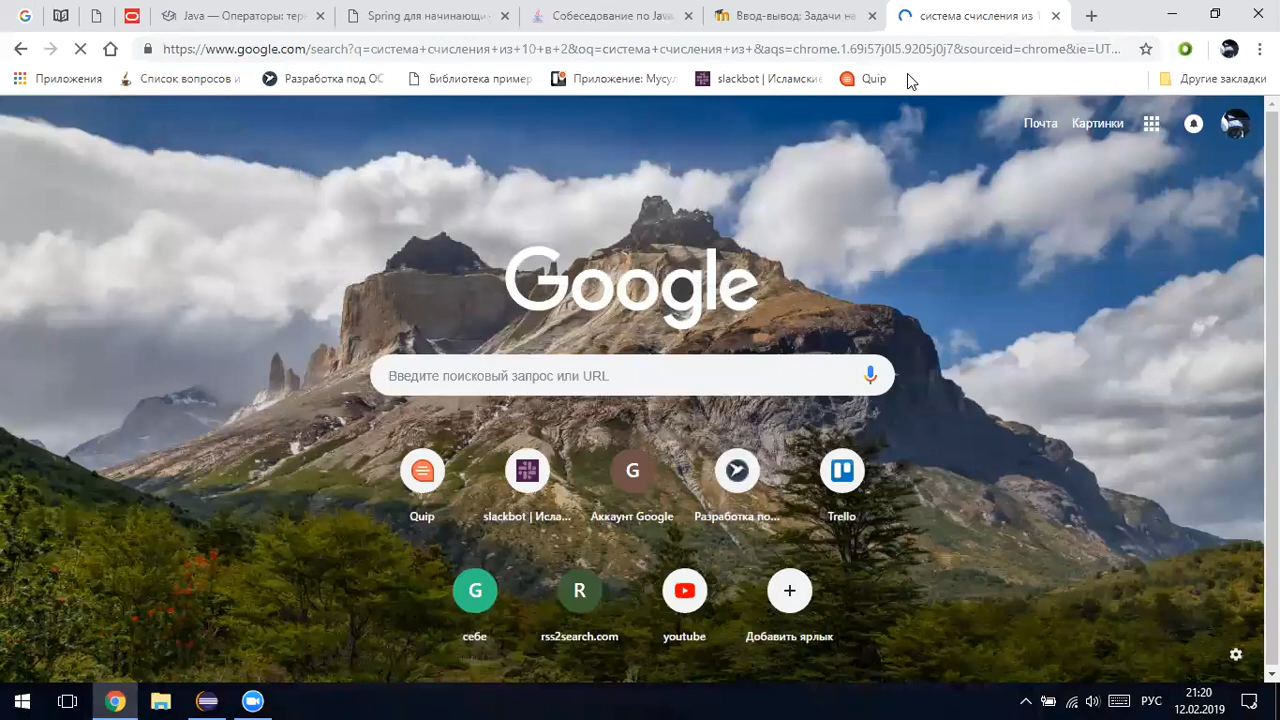 Java — Операторы: тер
Spring для начинающи
Собеседование по Java
Ввод-вывод; Задачи на
система счисления из 1
https://www.google.com/search?q=система+счисления+из+10+в+2&oq=система+счисления+из+&aqs=chrome.1.69i57j0l5.9205j0j7&sourceid=chrome&ie=UT...
Приложения
Список вопросов и
Разработка под ОС
Библиотека пример
Приложение: Мусул
slackbot | Исламские
Quip
Другие закладки
Почта
Картинки
Google
Введите поисковый запрос или URL
G
Quip
slackbot | Исла...
Аккаунт Google
Разработка по...
Trello
G
R
себе
rss2search.com
youtube
Добавить ярлык
РУС
21:20
12.02.2019